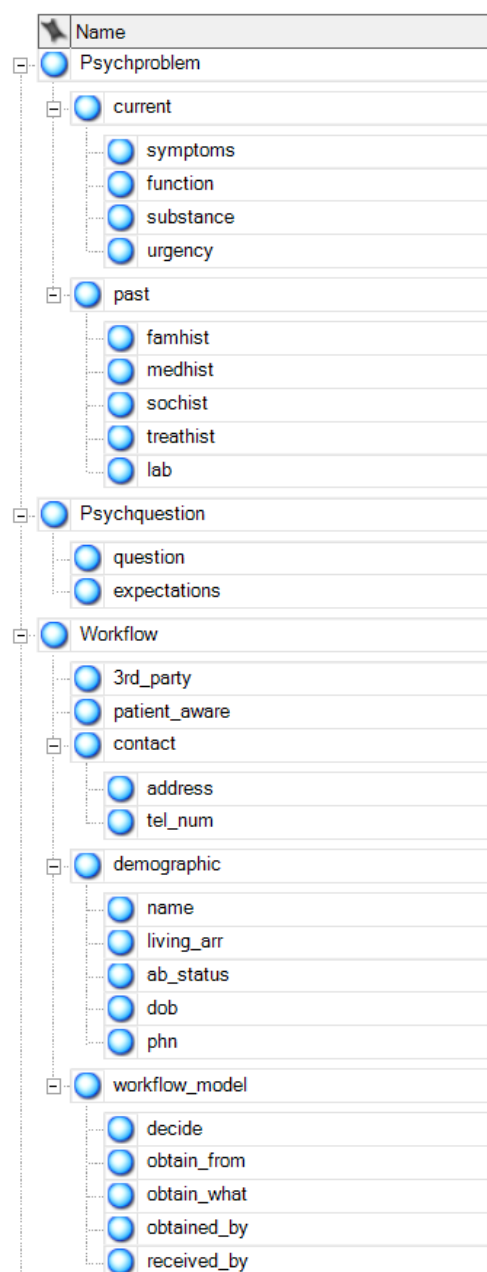 Name
Psychproblem
current
symptoms
function
substance
urgency
past
famhist
medhist
sochist
treathist
lab
Psychquestion
question
expectations
Workflow
3rd_party
patient_aware
contact
address
tel_num
demographic
name
living_arr
ab_status
dob
phn
workflow_model
decide
obtain_from
obtain_what
obtained_by
received_by